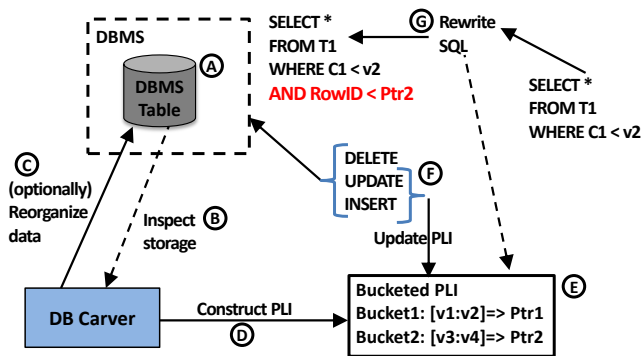 DBMS
A
DBMS
Table
SELECT *
FROM T1
WHERE C1 < v2
AND RowID < Ptr2
G Rewrite
SQL
SELECT *
FROM T1
WHERE C1 < v2
C
(optionally)
Reorganize
data
Inspect B
storage
DELETE
UPDATE
INSERT
F
Update PLI
DB Carver
Construct PLI
D
Bucketed PLI
Bucket1: [v1:v2]=> Ptr1
Bucket2: [v3:v4]=> Ptr2
E